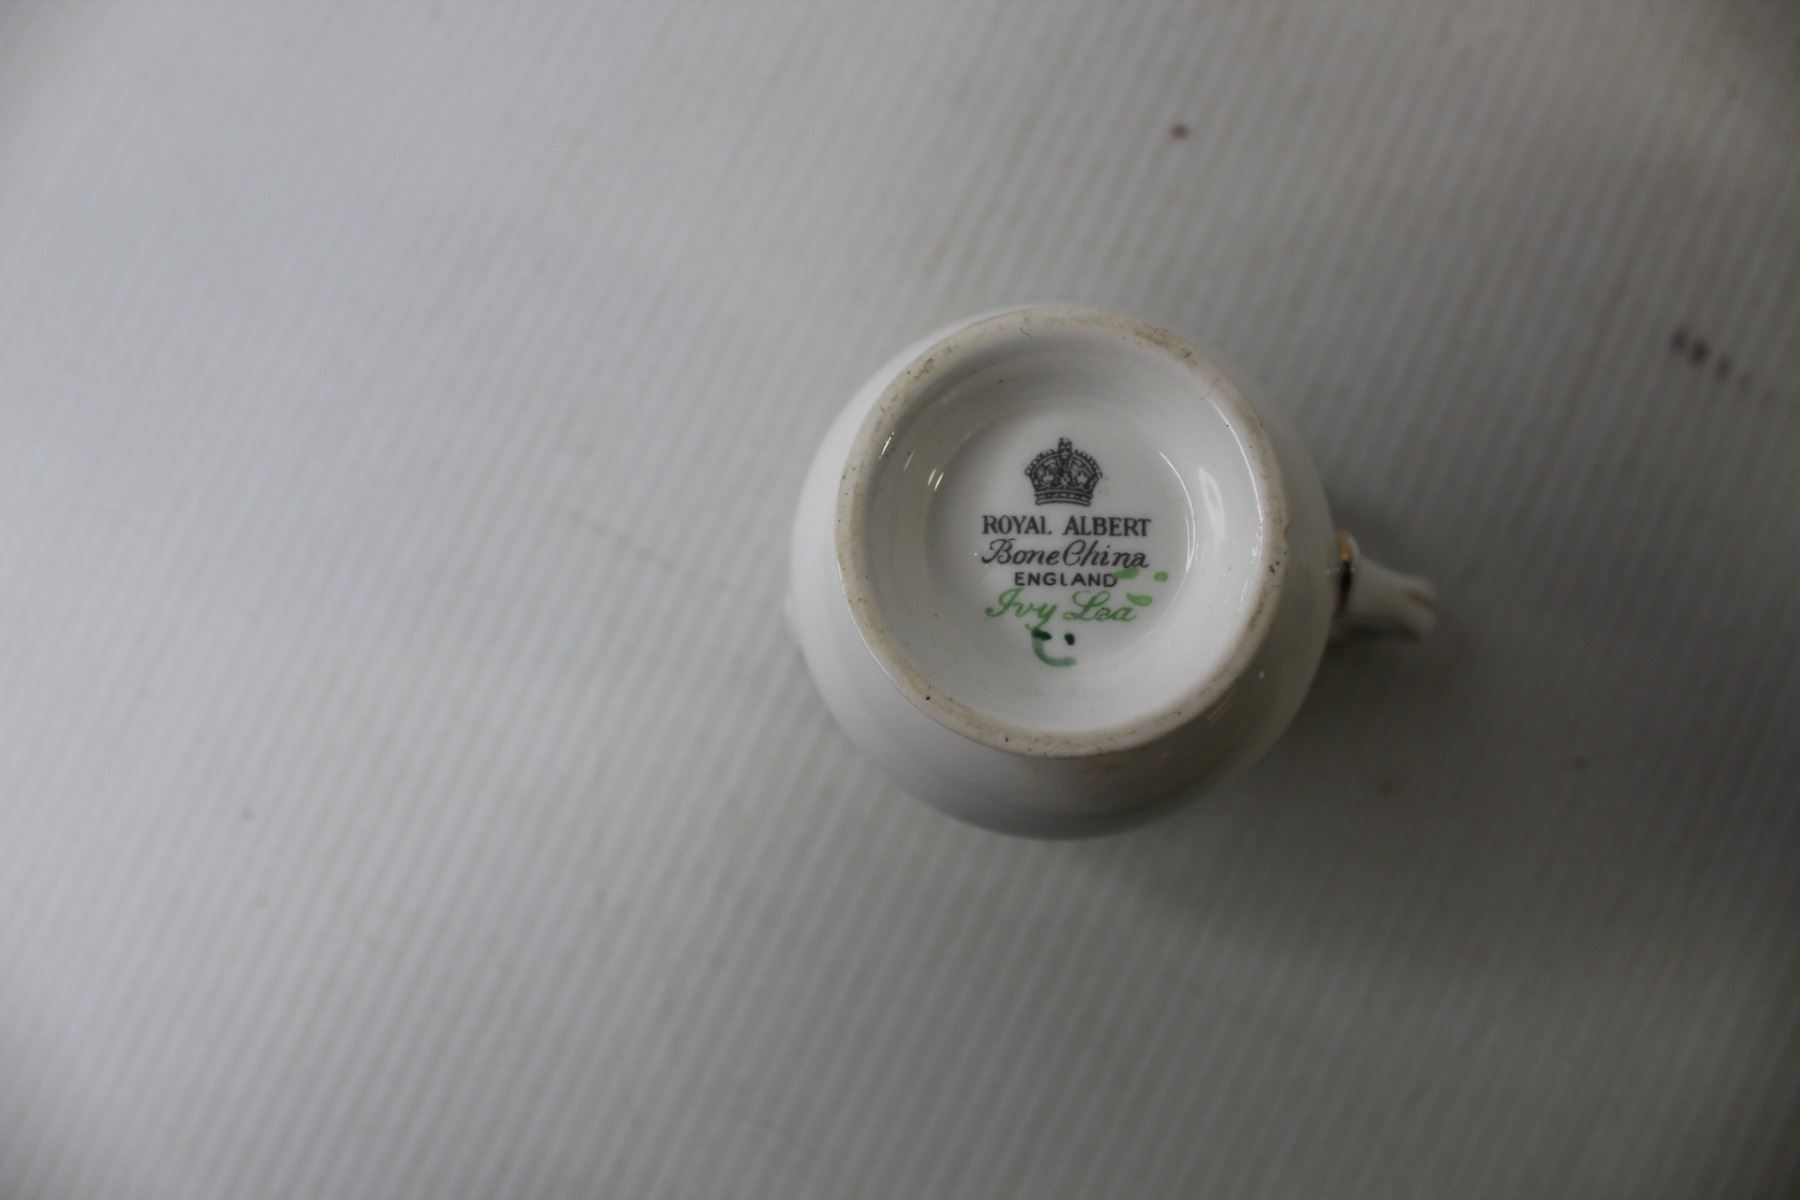 ROYAL ALBERT
Bone China
ENGLAND
Ivy Lea